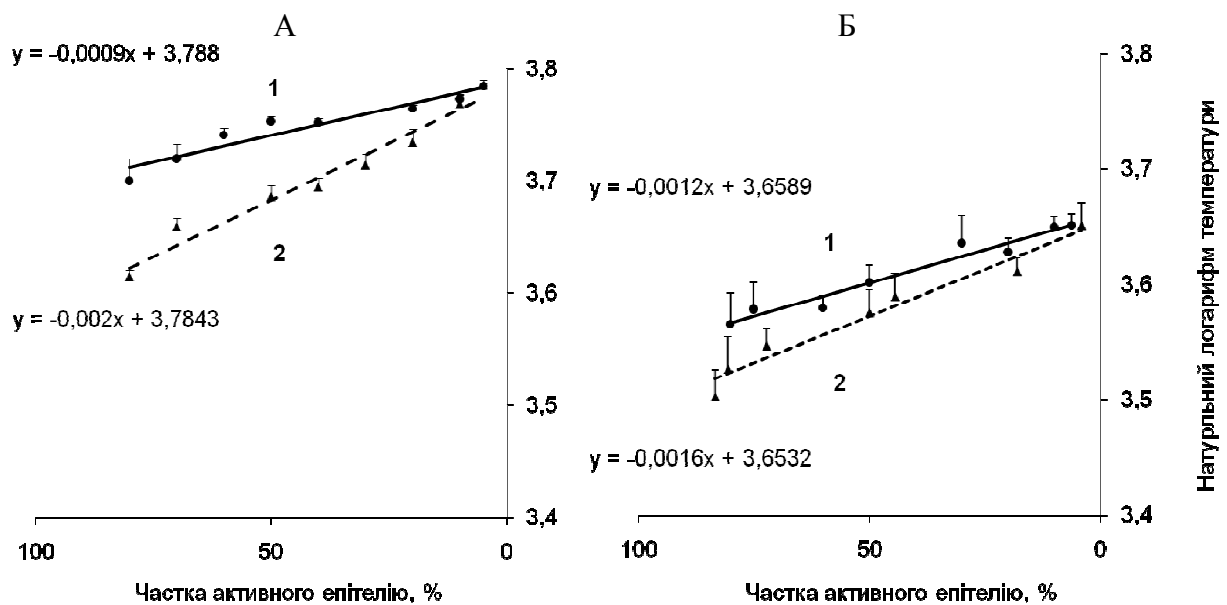 А
y = -0,0009x + 3,788
1
2
y = -0,002x + 3,7843
3,8
3,7
3,6
3,5
3,4
100
50
0
Частка активного епітелію, %
Б
y = -0,0012x + 3,6589
1
2
y = -0,0016x + 3,6532
3,8
3,7
3,6
3,5
3,4
100
50
0
Частка активного епітелію, %
Натурльний логарифм температури